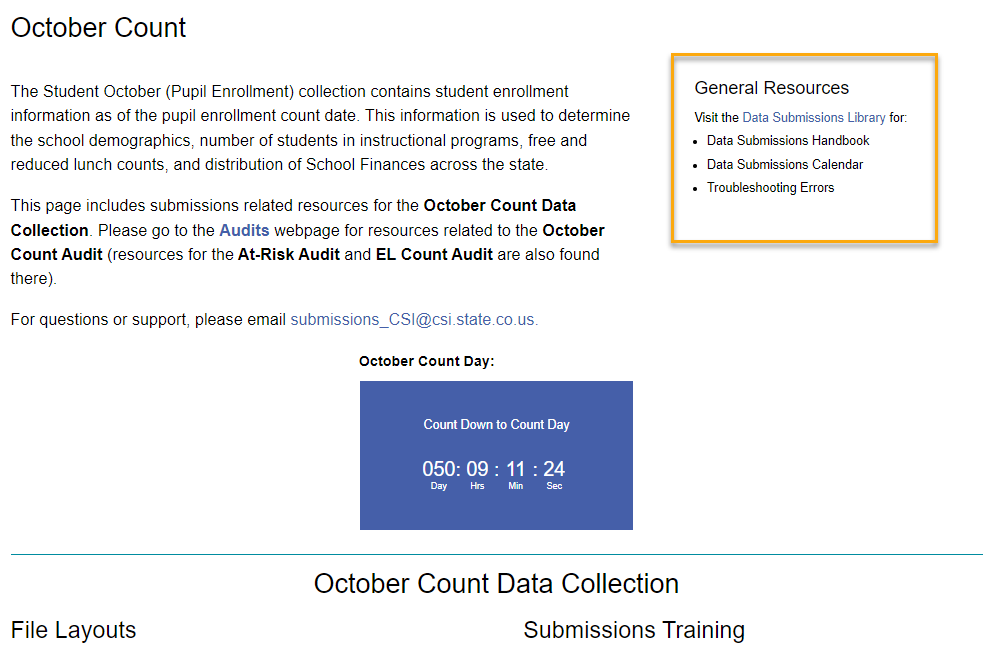 October Count
The Student October (Pupil Enrollment) collection contains student enrollment
information as of the pupil enrollment count date. This information is used to determine
the school demographics, number of students in instructional programs, free and
reduced lunch counts, and distribution of School Finances across the state.
This page includes submissions related resources for the October Count Data
Collection. Please go to the Audits webpage for resources related to the October
Count Audit (resources for the At-Risk Audit and EL Count Audit are also found
there).
For questions or support, please email submissions_CSI@csi.state.co.us.
General Resources
Visit the Data Submissions Library for:
• Data Submissions Handbook
• Data Submissions Calendar
• Troubleshooting Errors
October Count Day:
Count Down to Count Day
050: 09 : 11 : 24
Day Hrs Min Sec
October Count Data Collection
File Layouts
Submissions Training